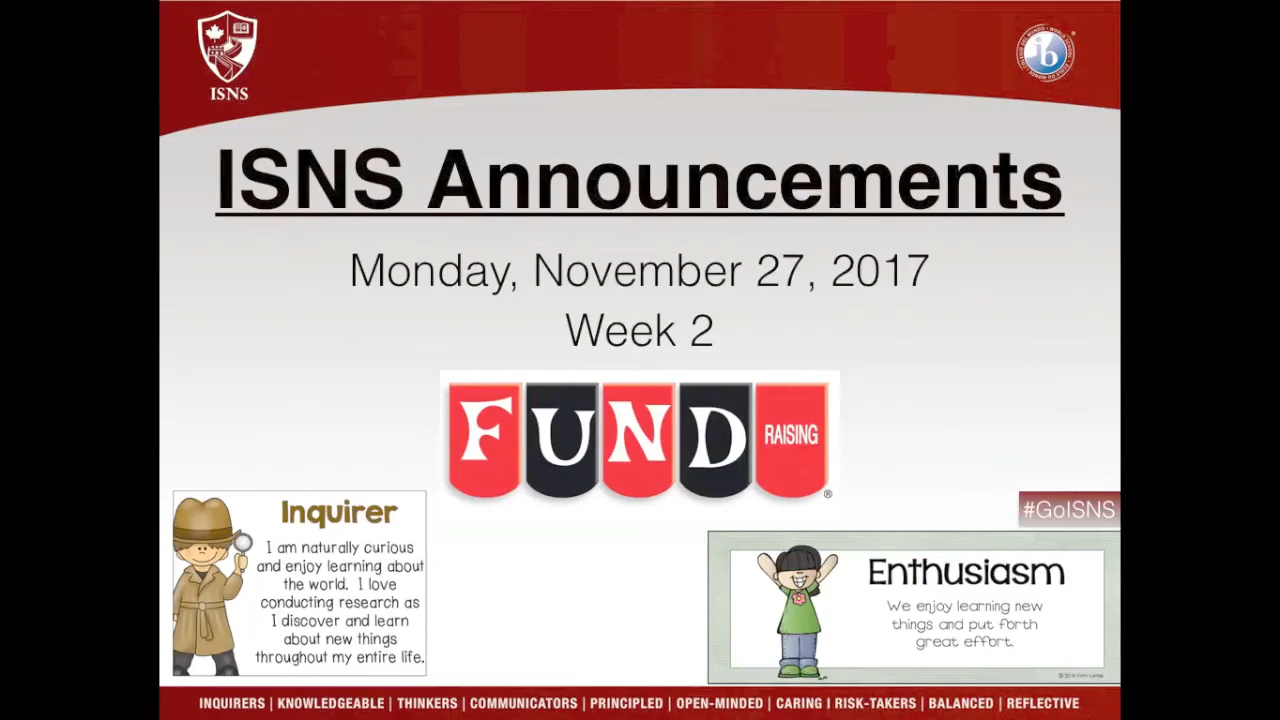 ISNS
ib
ISNS Announcements
Monday, November 27, 2017
Week 2
FUND RAISING ®
Inquirer
I am naturally curious
and enjoy learning about
the world. I love
conducting research as
I discover and learn
about new things
throughout my entire life.
#GoISNS
Enthusiasm
We enjoy learning new
things and put forth
great effort.
INQUIRERS | KNOWLEDGEABLE | THINKERS | COMMUNICATORS | PRINCIPLED | OPEN-MINDED | CARING I RISK-TAKERS | BALANCED | REFLECTIVE